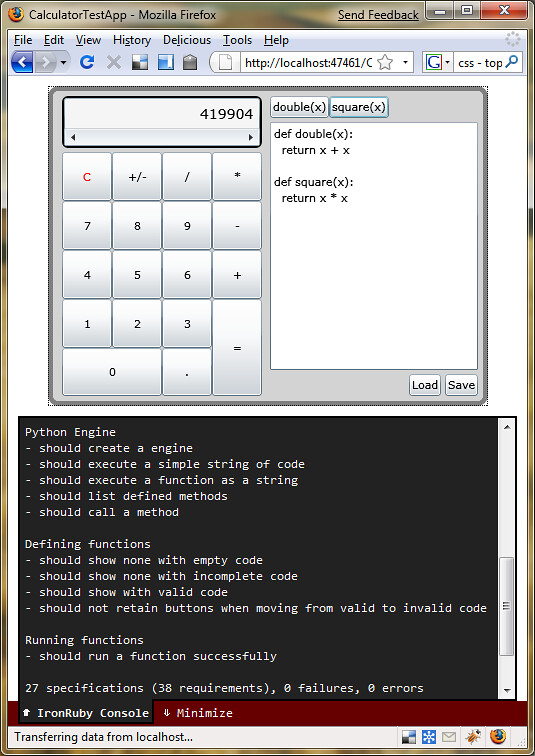 CalculatorTestApp - Mozilla Firefox
Send Feedback
File Edit View History Delicious Tools Help
http://localhost:47461/C
G
css - top
419904
double(x) square(x)
def double(x):
return x + x
def square(x):
return x * x
C +/- / *
7 8 9 -
4 5 6 +
1 2 3
=
0 .
Load Save
Python Engine
- should create a engine
- should execute a simple string of code
- should execute a function as a string
- should list defined methods
- should call a method
Defining functions
- should show none with empty code
- should show none with incomplete code
- should show with valid code
- should not retain buttons when moving from valid to invalid code
Running functions
- should run a function successfully
27 specifications (38 requirements), 0 failures, 0 errors
⬆ IronRuby Console ⬇ Minimize
Transferring data from localhost...